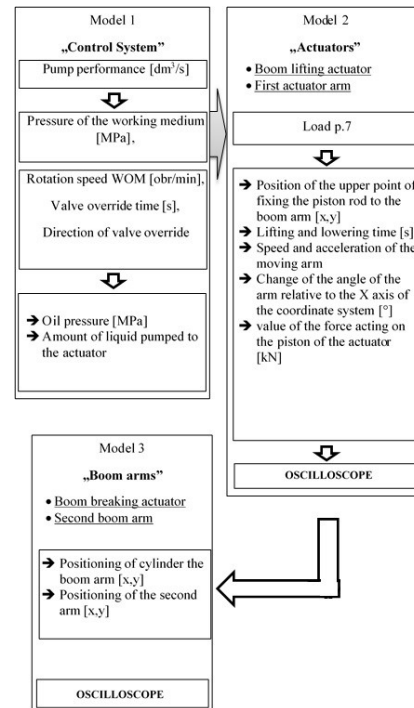 Model 1
„Control System”
Pump performance [dm³/s]
Pressure of the working medium
[MPa],
Rotation speed WOM [obr/min],
Valve override time [s],
Direction of valve override
➔ Oil pressure [MPa]
➔ Amount of liquid pumped to
the actuator
Model 2
„Actuators”
• Boom lifting actuator
• First actuator arm
Load p.7
➔ Position of the upper point of
fixing the piston rod to the
boom arm [x,y]
➔ Lifting and lowering time [s]
➔ Speed and acceleration of the
moving arm
➔ Change of the angle of the
arm relative to the X axis of
the coordinate system [°]
➔ value of the force acting on
the piston of the actuator
[kN]
OSCILLOSCOPE
Model 3
„Boom arms”
• Boom breaking actuator
• Second boom arm
➔ Positioning of cylinder the
boom arm [x,y]
➔ Positioning of the second
arm [x,y]
OSCILLOSCOPE